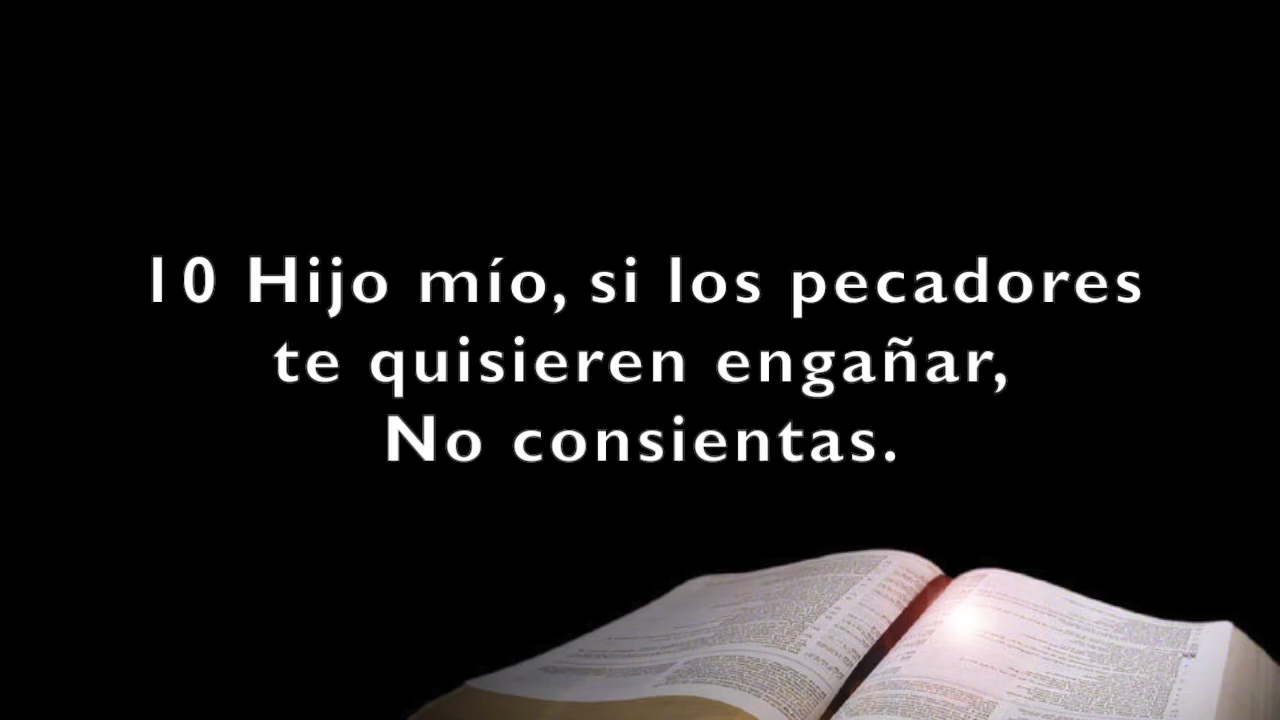 10 Hijo mío, si los pecadores
te quisieren engañar,
No consientas.